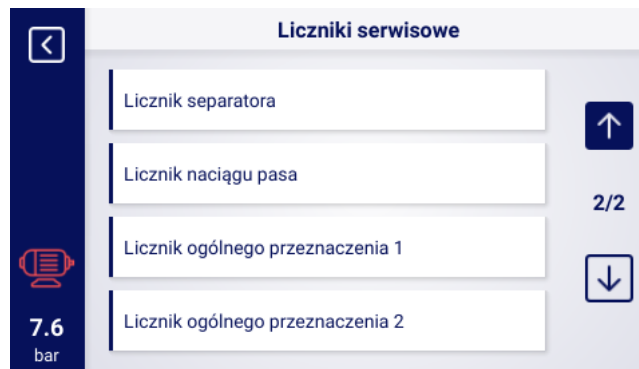 Liczniki serwisowe
Licznik separatora
Licznik naciągu pasa
2/2
Licznik ogólnego przeznaczenia 1
Licznik ogólnego przeznaczenia 2
7.6
bar